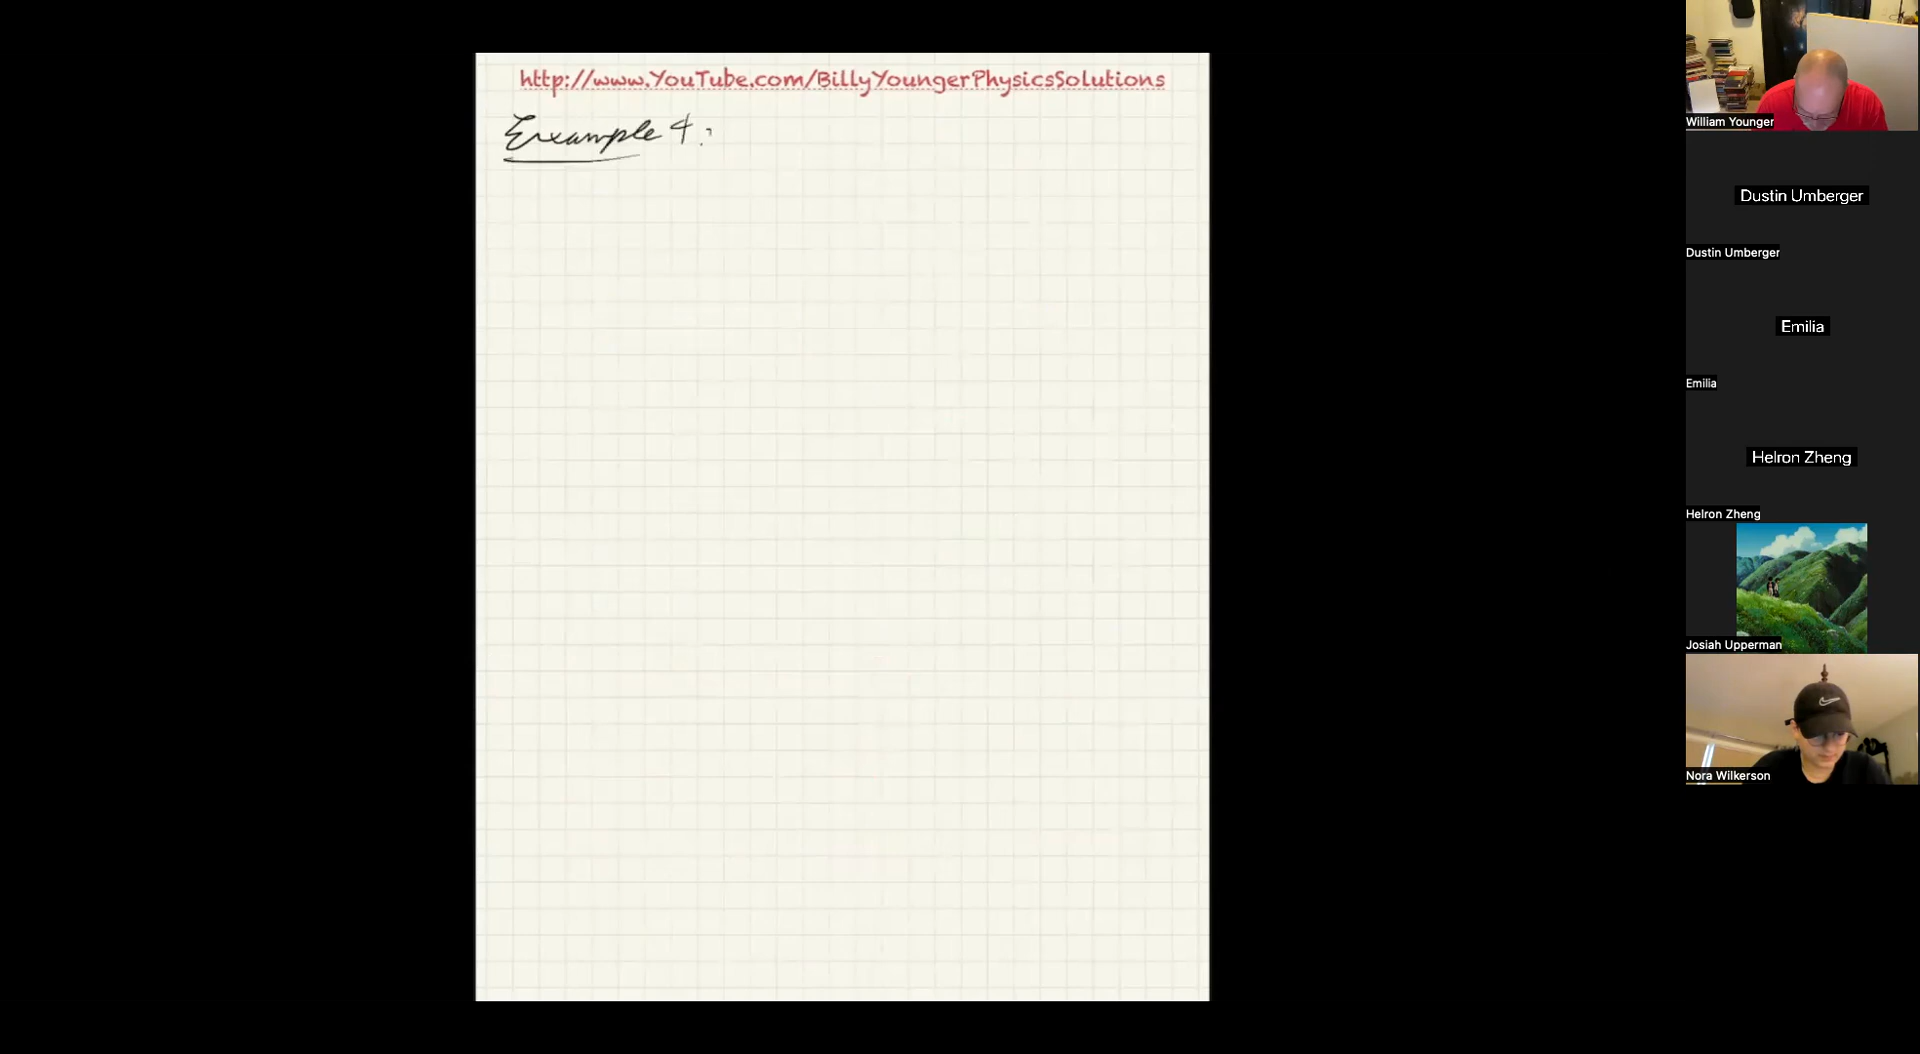 http://www.YouTube.com/BillyYoungerPhysicsSolutions
Example 4:
William Younger
Dustin Umberger
Dustin Umberger
Emilia
Emilia
Helron Zheng
Helron Zheng
Josiah Upperman
Nora Wilkerson